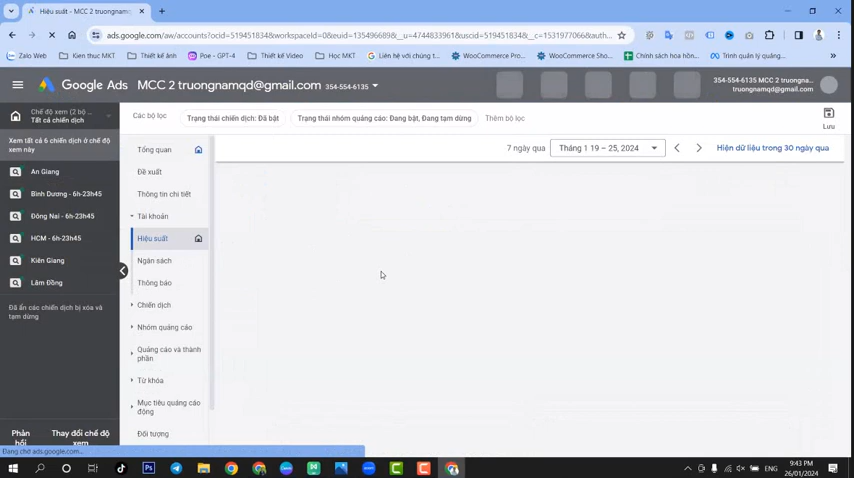 Hiệu suất - MCC 2 truongnamqd
ads.google.com/aw/accounts?ocid=519451834&workspaceId=0&euid=135496689&__u=4744833961&uscid=519451834&__c=1531977066&auth...
Zalo Web
Kien thuc MKT
Thiết kế ảnh
Poe - GPT-4
Thiết kế Video
Học MKT
Liên hệ với chúng t...
WooCommerce Pro...
WooCommerce Sho...
Chính sách hoa hồn...
Trình quản lý quảng...
Google Ads
MCC 2 truongnamqd@gmail.com
354-554-6135
354-554-6135 MCC 2 truongna...
truongnamqd@gmail.com
Chế độ xem (2 bộ ...
Tất cả chiến dịch
Các bộ lọc
Trạng thái chiến dịch: Đã bật
Trạng thái nhóm quảng cáo: Đang bật, Đang tạm dừng
Thêm bộ lọc
Lưu
Xem tất cả 6 chiến dịch ở chế độ
xem này
An Giang
Bình Dương - 6h-23h45
Đồng Nai - 6h-23h45
HCM - 6h-23h45
Kiên Giang
Lâm Đồng
Đã ẩn các chiến dịch bị xóa và
tạm dừng
Phản
hồi
Thay đổi chế độ
xem
Tổng quan
Đề xuất
Thông tin chi tiết
Tài khoản
Hiệu suất
Ngân sách
Thông báo
Chiến dịch
Nhóm quảng cáo
Quảng cáo và thành
phần
Từ khóa
Mục tiêu quảng cáo
động
Đối tượng
7 ngày qua
Tháng 1 19 – 25, 2024
Hiện dữ liệu trong 30 ngày qua
Đang chờ ads.google.com...
ENG
9:43 PM
26/01/2024